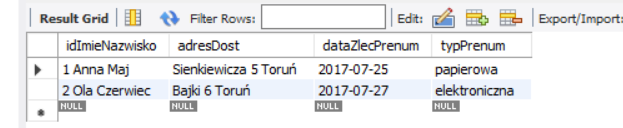 Result Grid Filter Rows: Edit: Export/Import:
idImieNazwisko adresDost dataZlecPrenum typPrenum
1 Anna Maj Sienkiewicza 5 Toruń 2017-07-25 papierowa
2 Ola Czerwiec Bajki 6 Toruń 2017-07-27 elektroniczna
NULL NULL NULL NULL